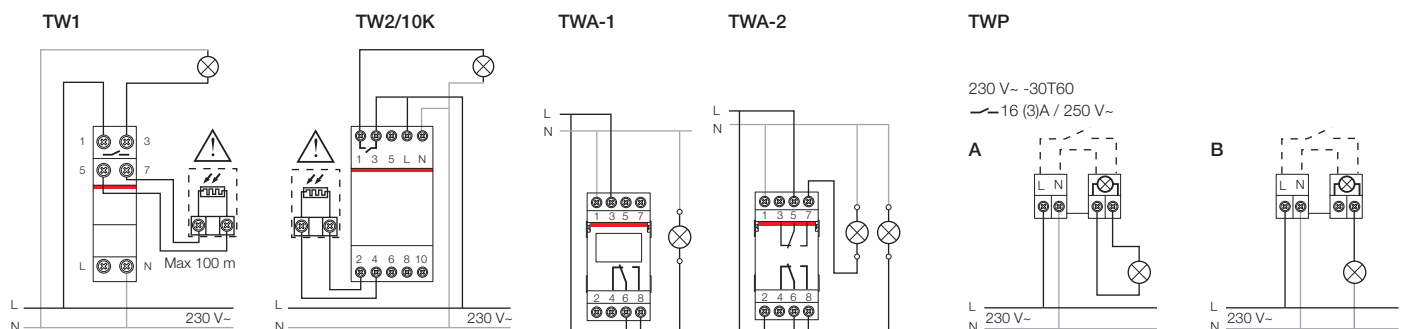 TW1
1 3
5 7
Max 100 m
L N
L
N
230 V~
TW2/10K
1 3 5 L N
2 4 6 8 10
230 V~
TWA-1
L
N
1 3 5 7
2 4 6 8
TWA-2
L
N
1 3 5 7
2 4 6 8
TWP
230 V~ -30T60
16 (3)A / 250 V~
A
L N
L
N
230 V~
B
L N
L
N
230 V~